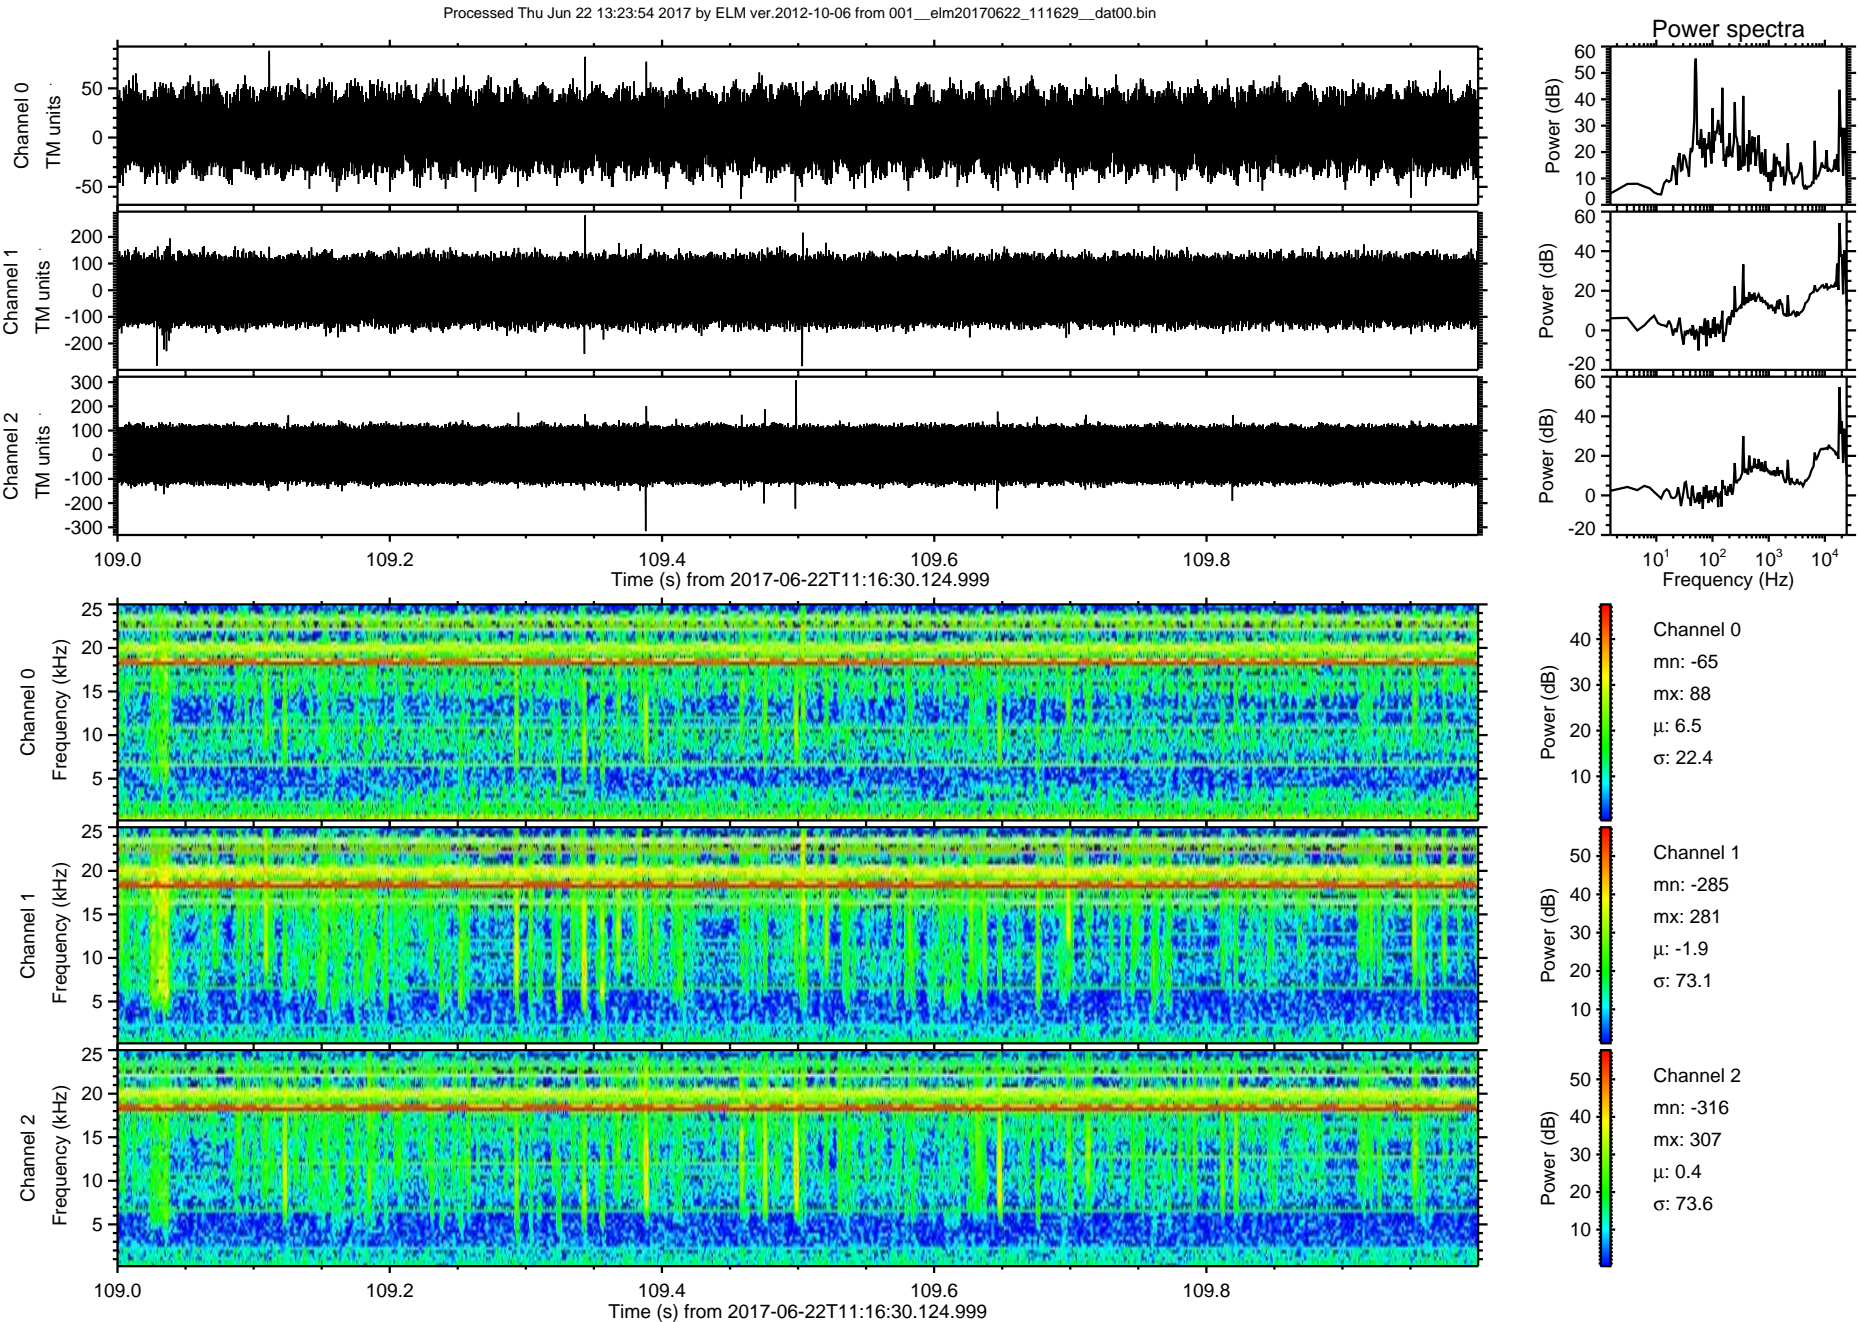 Processed Thu Jun 22 13:23:54 2017 by ELM ver.2012-10-06 from 001__elm20170622_111629__dat00.bin
Power spectra
Channel 0
TM units
50
0
-50
Power (dB)
60
50
40
30
20
10
0
Channel 1
TM units
200
100
0
-100
-200
Power (dB)
60
40
20
0
-20
Channel 2
TM units
300
200
100
0
-100
-200
-300
Power (dB)
60
40
20
0
-20
109.0 109.2 109.4 109.6 109.8
Time (s) from 2017-06-22T11:16:30.124.999
10¹ 10² 10³ 10⁴
Frequency (Hz)
Channel 0
Frequency (kHz)
25
20
15
10
5
Power (dB)
40
30
20
10
Channel 0
mn: -65
mx: 88
µ: 6.5
σ: 22.4
Channel 1
Frequency (kHz)
25
20
15
10
5
Power (dB)
50
40
30
20
10
Channel 1
mn: -285
mx: 281
µ: -1.9
σ: 73.1
Channel 2
Frequency (kHz)
25
20
15
10
5
Power (dB)
50
40
30
20
10
Channel 2
mn: -316
mx: 307
µ: 0.4
σ: 73.6
109.0 109.2 109.4 109.6 109.8
Time (s) from 2017-06-22T11:16:30.124.999